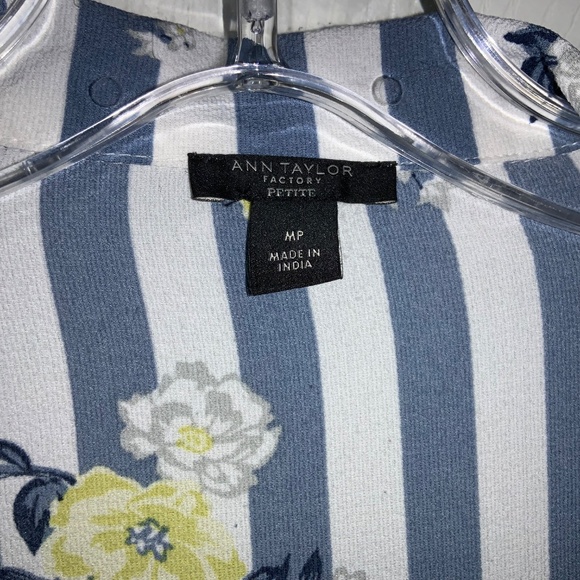 ANN TAYLOR
FACTORY
PETITE
MP
MADE IN
INDIA